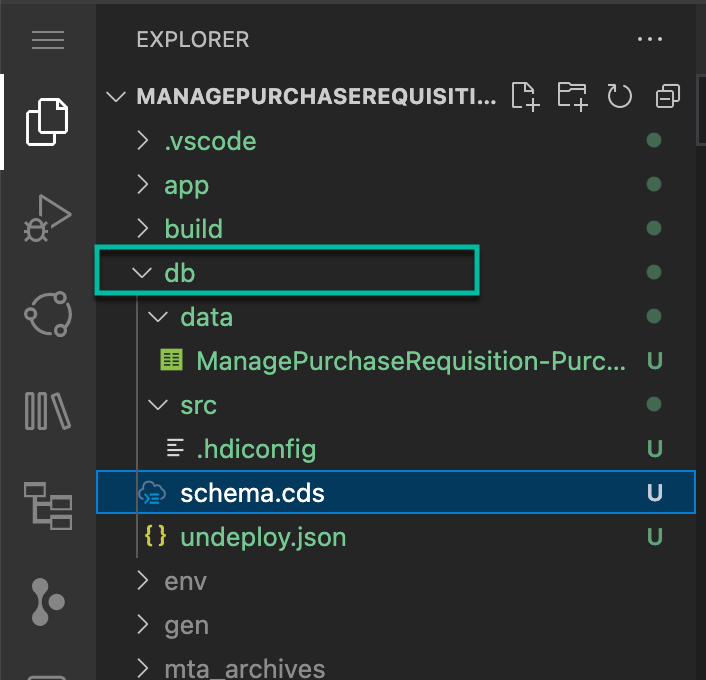 EXPLORER
MANAGEPURCHASEREQUISITI...
.vscode
app
build
db
data
ManagePurchaseRequisition-Purc... U
src
.hdiconfig U
schema.cds U
{ } undeploy.json U
env
gen
mta_archives